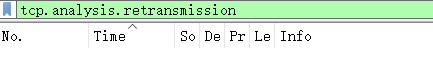 tcp.analysis.retransmission
No. Time So De Pr Le Info